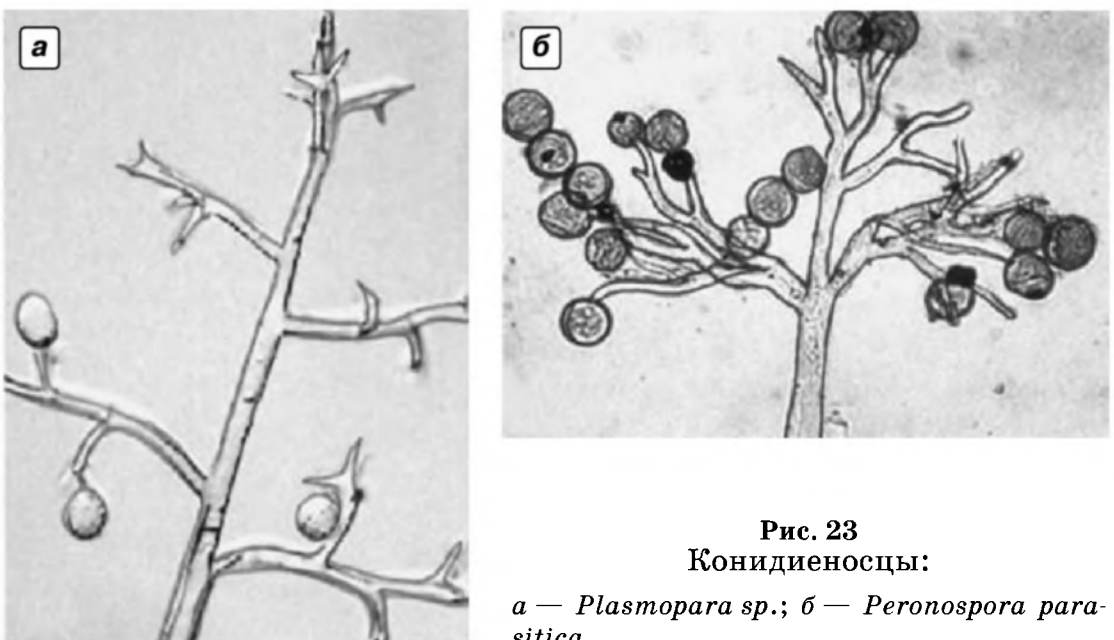 а
б
Рис. 23
Конидиеносцы:
а — Plasmopara sp.; б — Peronospora para-
sitica